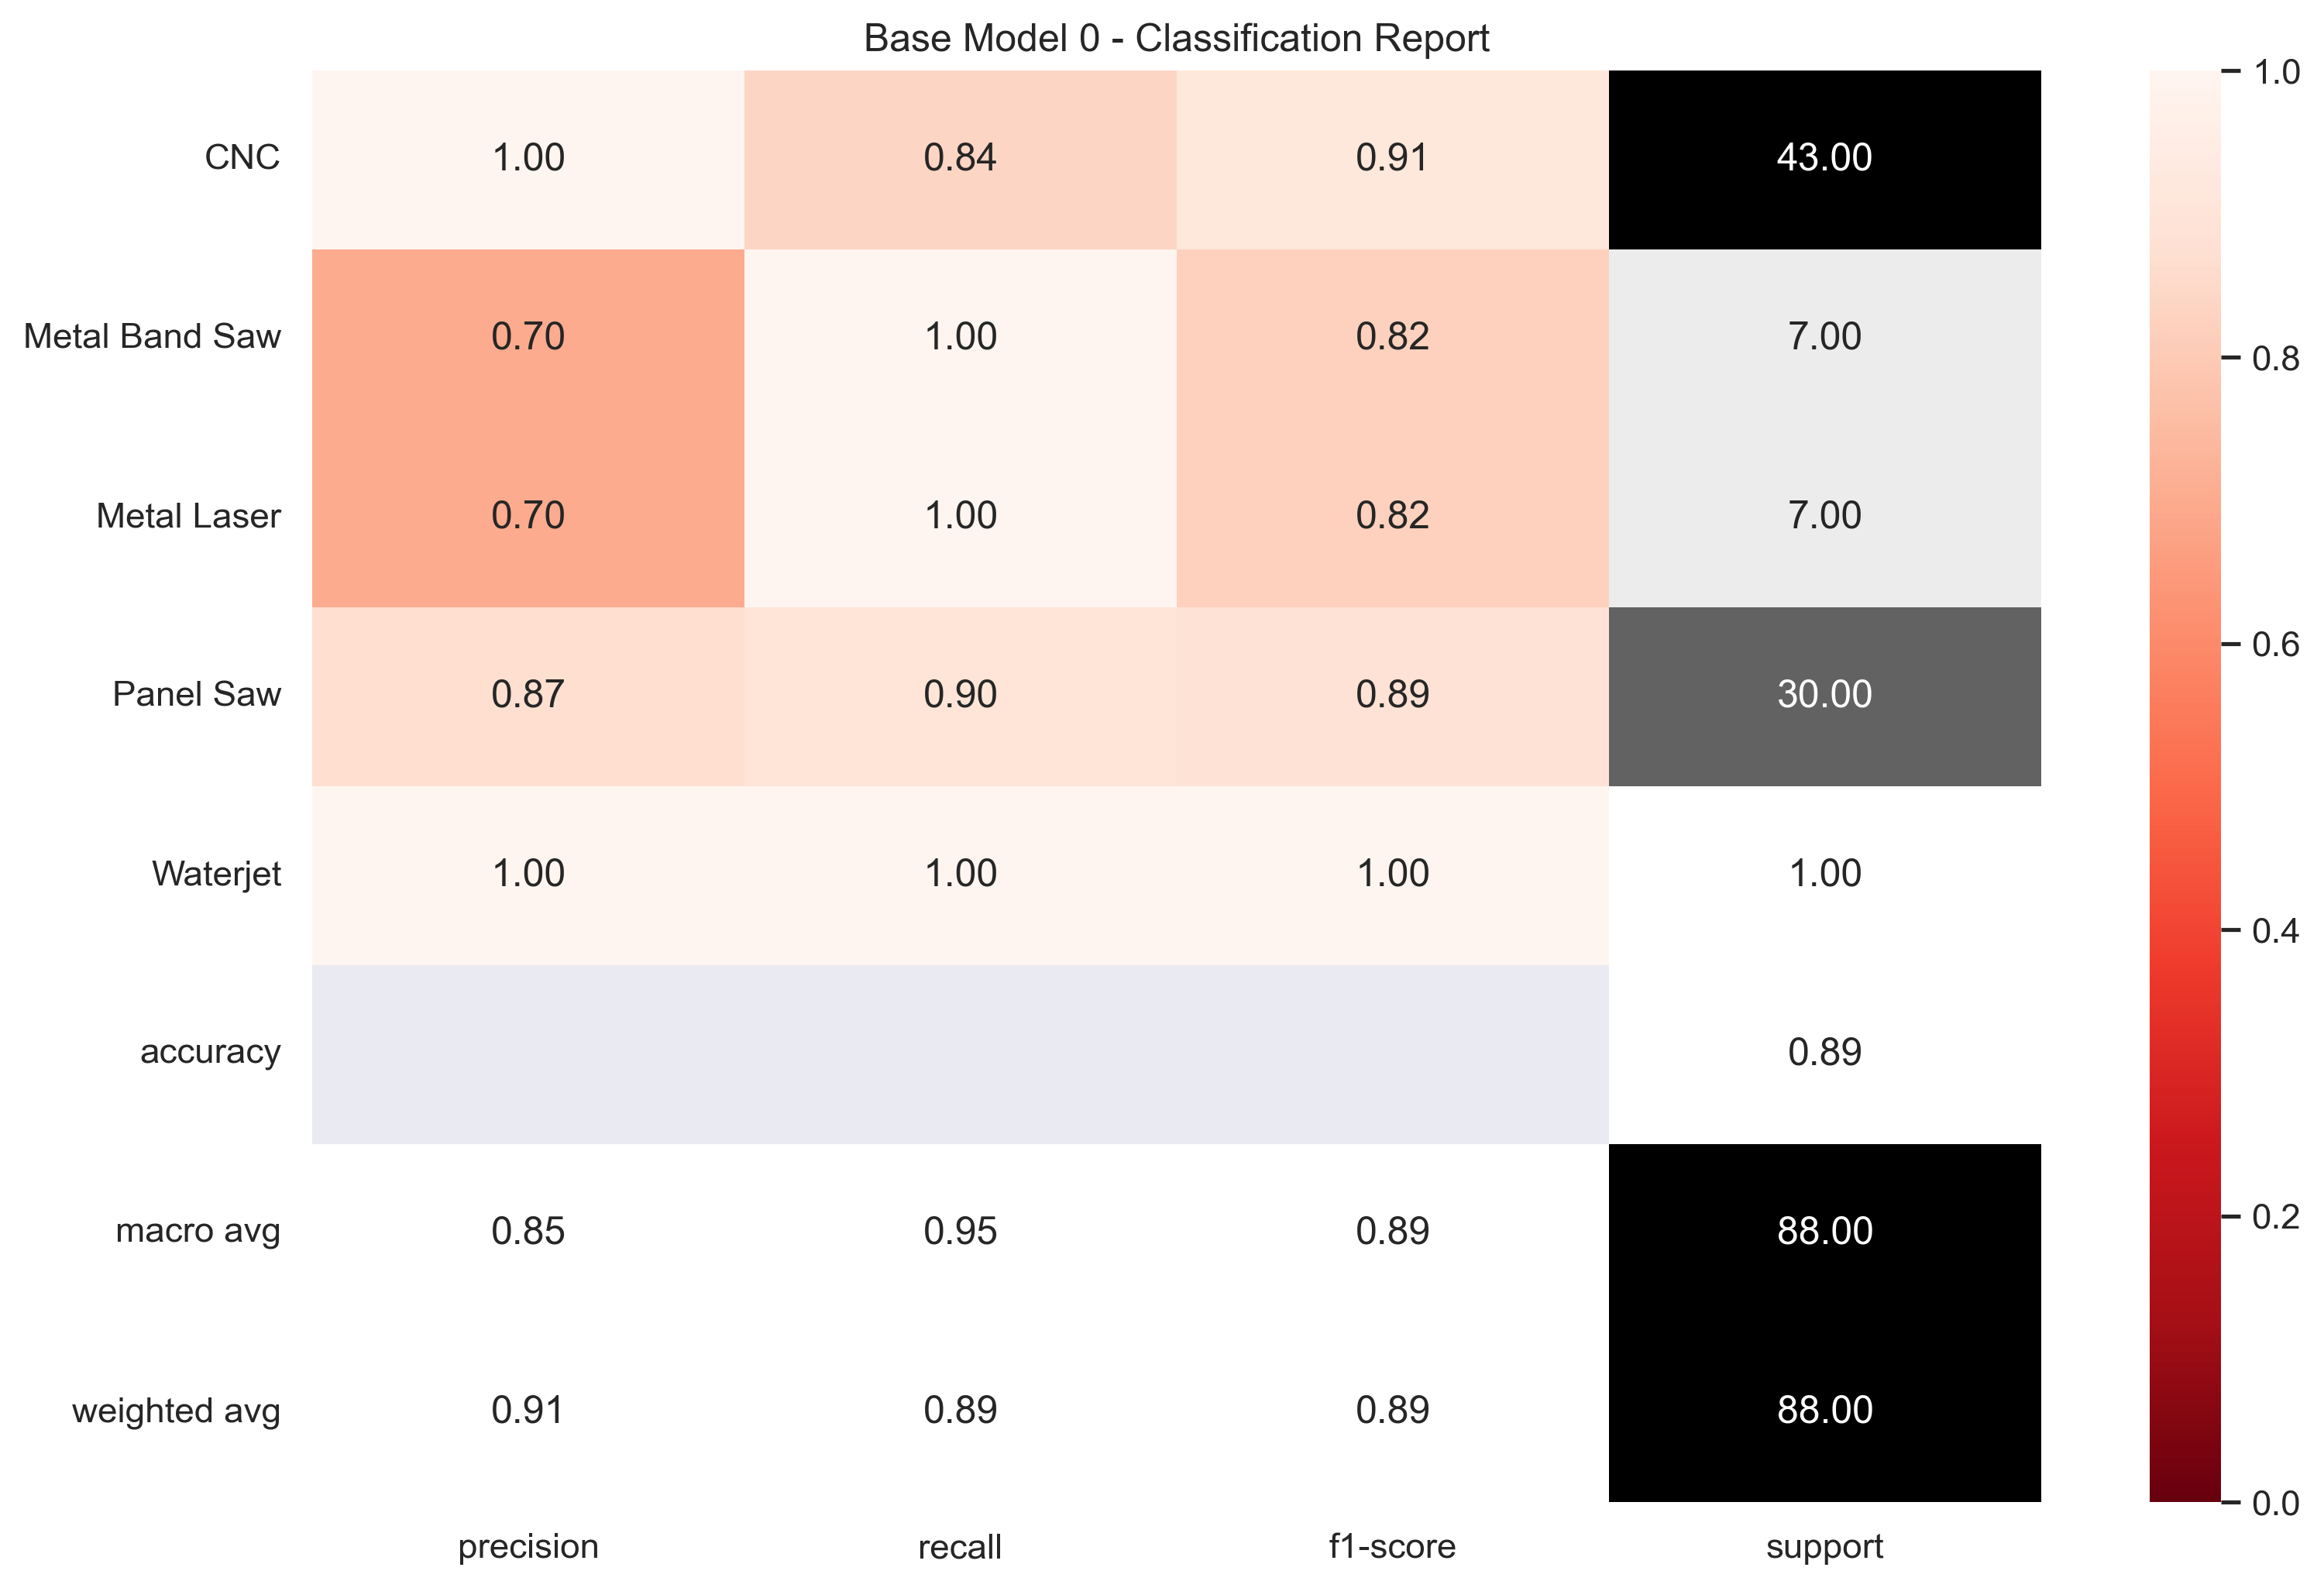 Base Model 0 - Classification Report
CNC 1.00 0.84 0.91 43.00
Metal Band Saw 0.70 1.00 0.82 7.00
Metal Laser 0.70 1.00 0.82 7.00
Panel Saw 0.87 0.90 0.89 30.00
Waterjet 1.00 1.00 1.00 1.00
accuracy 0.89
macro avg 0.85 0.95 0.89 88.00
weighted avg 0.91 0.89 0.89 88.00
precision recall f1-score support
1.0
0.8
0.6
0.4
0.2
0.0